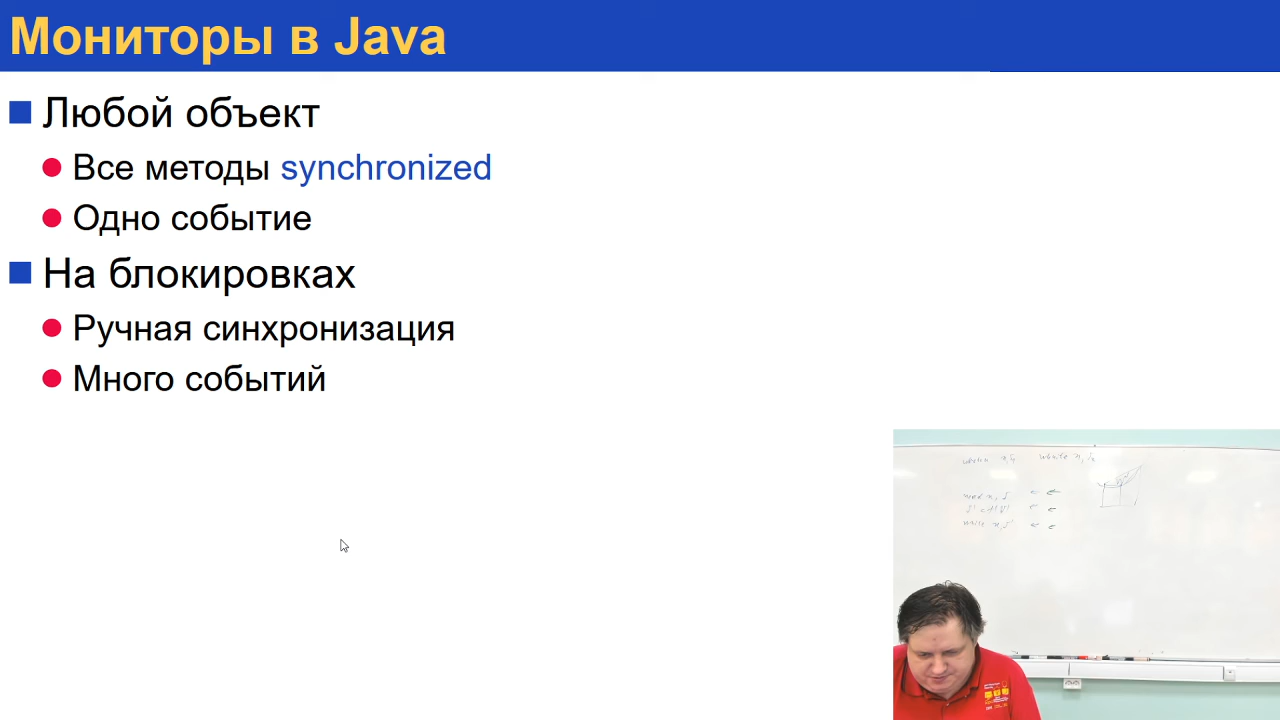 Мониторы в Java
Любой объект
Все методы synchronized
Одно событие
На блокировках
Ручная синхронизация
Много событий